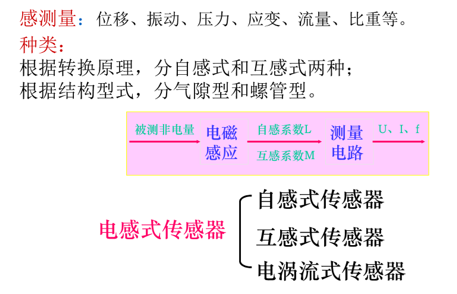 感测量：位移、振动、压力、应变、流量、比重等。
种类：
根据转换原理，分自感式和互感式两种；
根据结构型式，分气隙型和螺管型。
被测非电量 电磁感应 自感系数L 互感系数M 测量电路 U、I、f
电感式传感器
自感式传感器
互感式传感器
电涡流式传感器